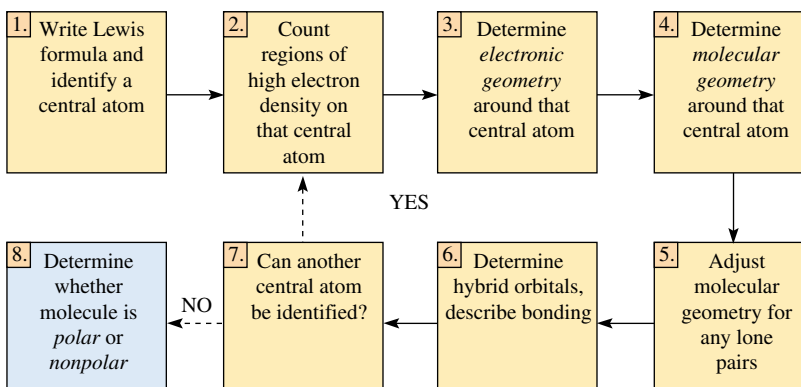 1.
Write Lewis
formula and
identify a
central atom
2.
Count
regions of
high electron
density on
that central
atom
3.
Determine
electronic
geometry
around that
central atom
4.
Determine
molecular
geometry
around that
central atom
YES
8.
Determine
whether
molecule is
polar or
nonpolar
NO
7.
Can another
central atom
be identified?
6.
Determine
hybrid orbitals,
describe bonding
5.
Adjust
molecular
geometry for
any lone
pairs